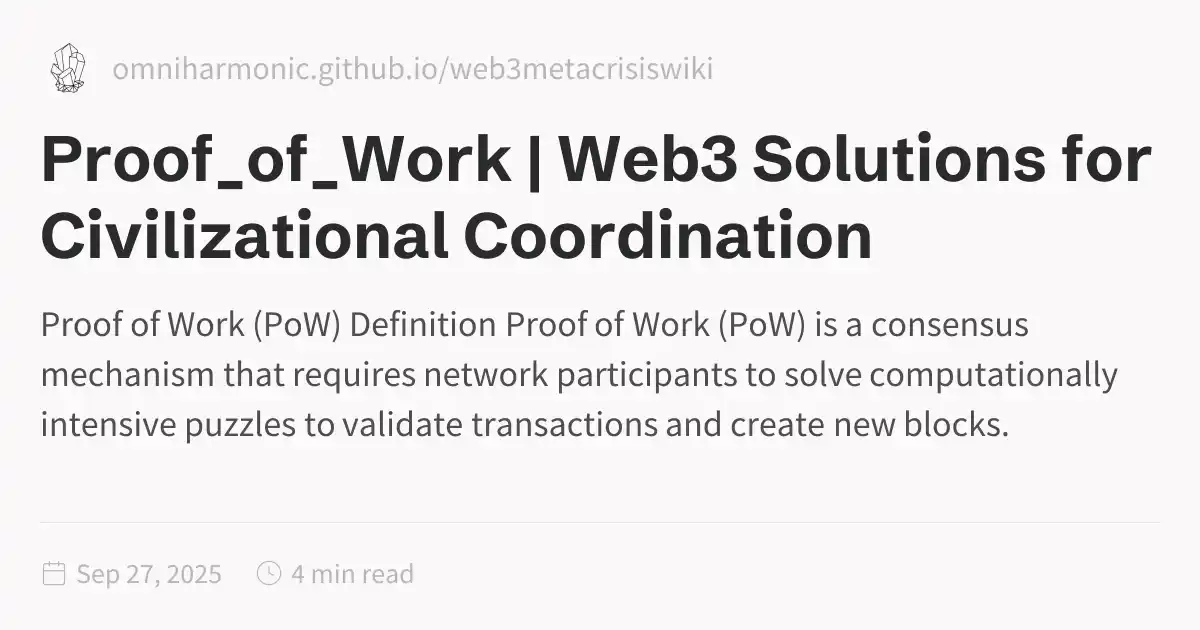 omniharmonic.github.io/web3metacrisiswiki
Proof_of_Work | Web3 Solutions for
Civilizational Coordination
Proof of Work (PoW) Definition Proof of Work (PoW) is a consensus
mechanism that requires network participants to solve computationally
intensive puzzles to validate transactions and create new blocks.
Sep 27, 2025 4 min read